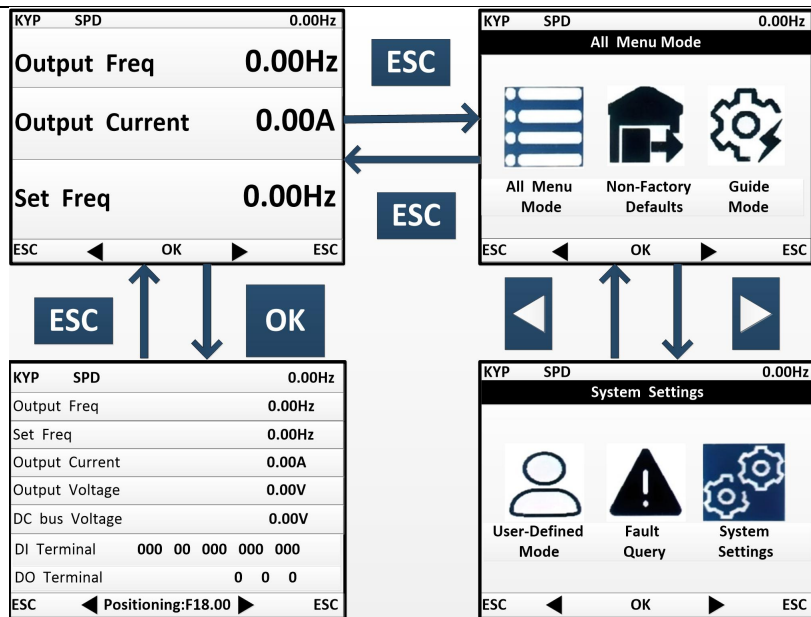 KYP SPD 0.00Hz
Output Freq 0.00Hz
Output Current 0.00A
Set Freq 0.00Hz
ESC OK ESC
ESC
ESC
KYP SPD 0.00Hz
All Menu Mode
All Menu Mode
Non-Factory Defaults
Guide Mode
ESC OK ESC
ESC
OK
KYP SPD 0.00Hz
Output Freq 0.00Hz
Set Freq 0.00Hz
Output Current 0.00A
Output Voltage 0.00V
DC bus Voltage 0.00V
DI Terminal 000 00 000 000 000
DO Terminal 0 0 0
ESC Positioning:F18.00 ESC
KYP SPD 0.00Hz
System Settings
User-Defined Mode
Fault Query
System Settings
ESC OK ESC